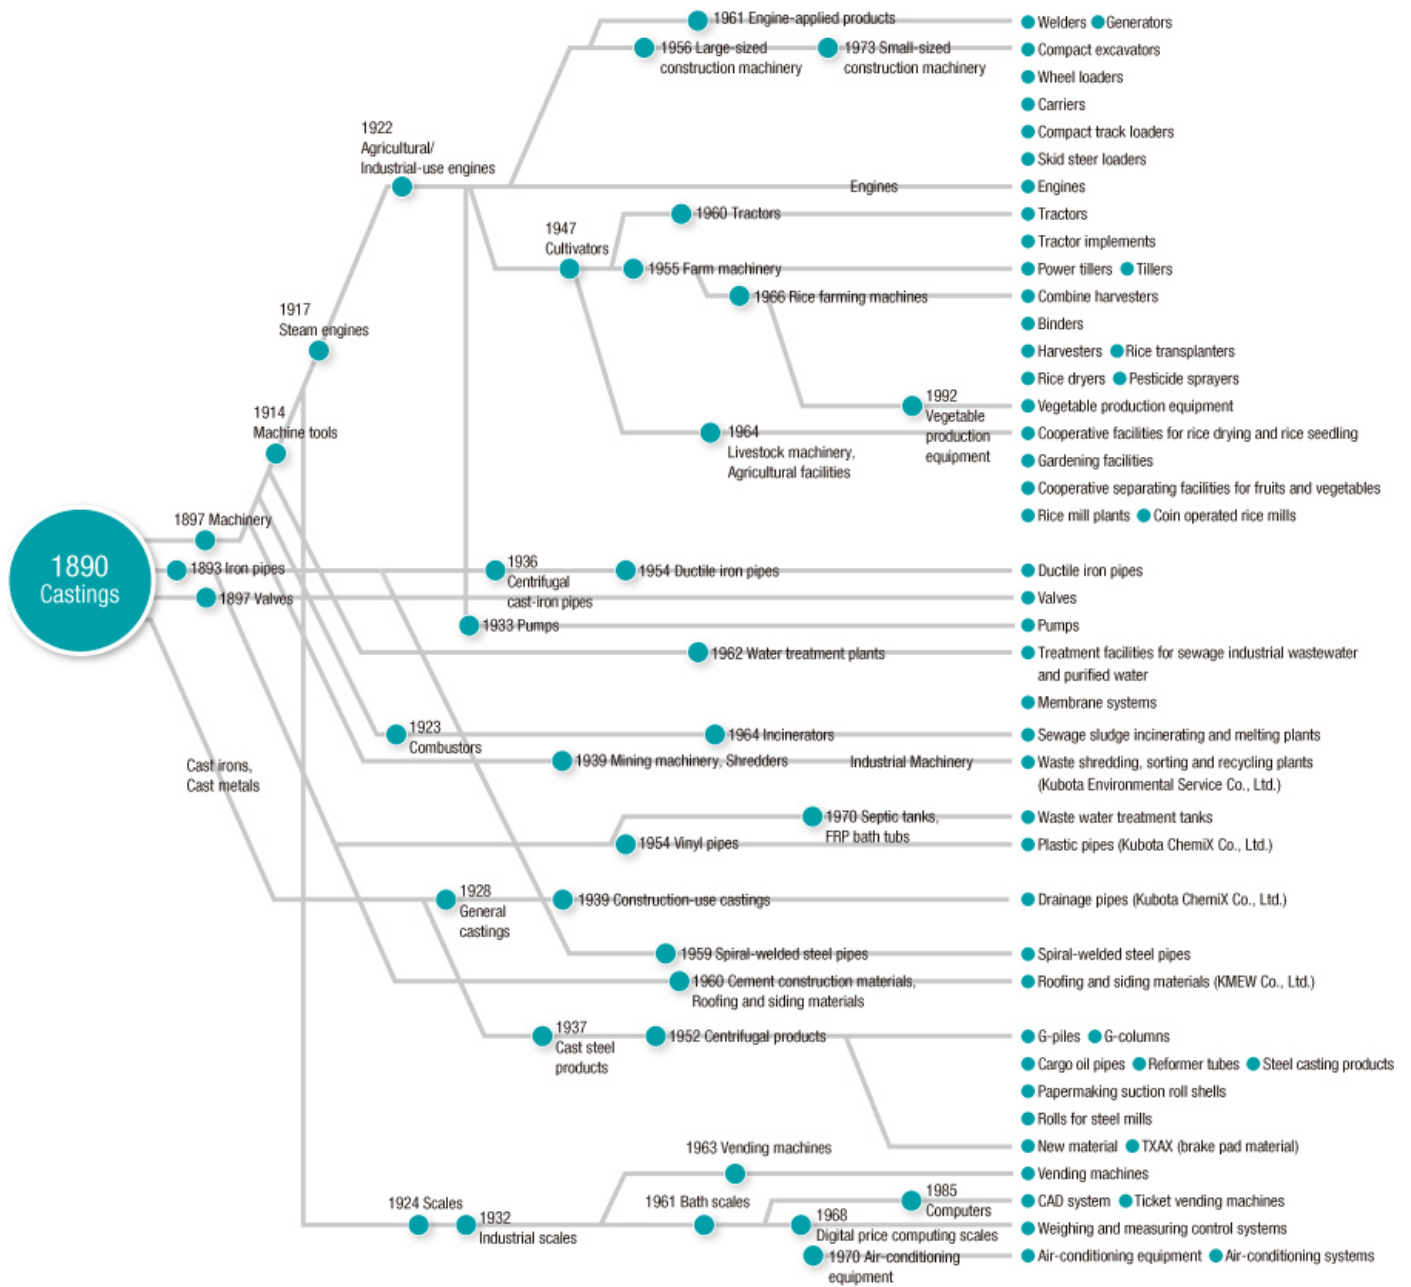 1961 Engine-applied products
Welders
Generators
1956 Large-sized
construction machinery
1973 Small-sized
construction machinery
Compact excavators
Wheel loaders
Carriers
Compact track loaders
Skid steer loaders
1922
Agricultural/
Industrial-use engines
Engines
Engines
1960 Tractors
Tractors
1947
Cultivators
Tractor implements
1955 Farm machinery
Power tillers
Tillers
1966 Rice farming machines
Combine harvesters
Binders
1917
Steam engines
Harvesters
Rice transplanters
Rice dryers
Pesticide sprayers
1992
Vegetable
production
equipment
Vegetable production equipment
1914
Machine tools
1964
Livestock machinery,
Agricultural facilities
Cooperative facilities for rice drying and rice seedling
Gardening facilities
Cooperative separating facilities for fruits and vegetables
Rice mill plants
Coin operated rice mills
1897 Machinery
1890
Castings
1893 Iron pipes
1936
Centrifugal
cast-iron pipes
1954 Ductile iron pipes
Ductile iron pipes
1897 Valves
Valves
1933 Pumps
Pumps
1962 Water treatment plants
Treatment facilities for sewage industrial wastewater
and purified water
Membrane systems
1923
Combustors
1964 Incinerators
Sewage sludge incinerating and melting plants
1939 Mining machinery, Shredders
Industrial Machinery
Waste shredding, sorting and recycling plants
(Kubota Environmental Service Co., Ltd.)
Cast irons,
Cast metals
1970 Septic tanks,
FRP bath tubs
Waste water treatment tanks
1954 Vinyl pipes
Plastic pipes (Kubota ChemiX Co., Ltd.)
1928
General
castings
1939 Construction-use castings
Drainage pipes (Kubota ChemiX Co., Ltd.)
1959 Spiral-welded steel pipes
Spiral-welded steel pipes
1960 Cement construction materials,
Roofing and siding materials
Roofing and siding materials (KMEW Co., Ltd.)
1937
Cast steel
products
1952 Centrifugal products
G-piles
G-columns
Cargo oil pipes
Reformer tubes
Steel casting products
Papermaking suction roll shells
Rolls for steel mills
New material
TXAX (brake pad material)
1963 Vending machines
Vending machines
1924 Scales
1932
Industrial scales
1961 Bath scales
1985
Computers
CAD system
Ticket vending machines
1968
Digital price computing scales
Weighing and measuring control systems
1970 Air-conditioning
equipment
Air-conditioning equipment
Air-conditioning systems